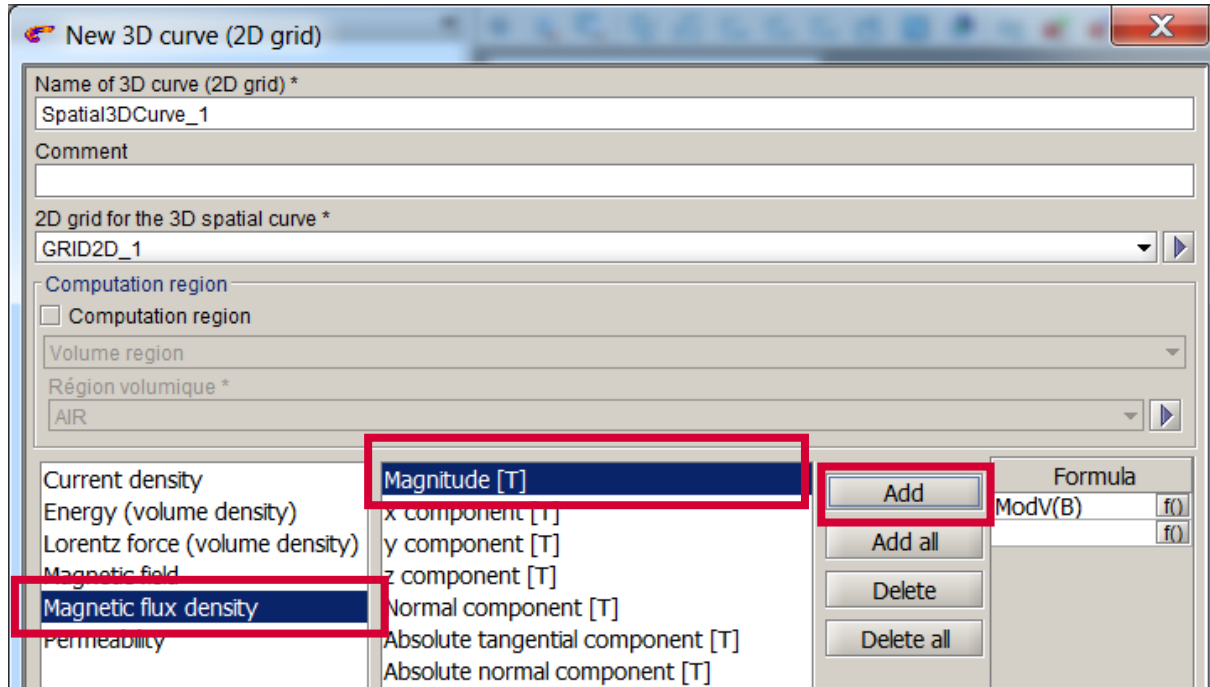 New 3D curve (2D grid)
X
Name of 3D curve (2D grid) *
Spatial3DCurve_1
Comment
2D grid for the 3D spatial curve *
GRID2D_1
Computation region
Computation region
Volume region
Région volumique *
AIR
Current density
Energy (volume density)
Lorentz force (volume density)
Magnetic field
Magnetic flux density
Permeability
Magnitude [T]
x component [T]
y component [T]
z component [T]
Normal component [T]
Absolute tangential component [T]
Absolute normal component [T]
Add
Add all
Delete
Delete all
Formula
ModV(B) f()
f()